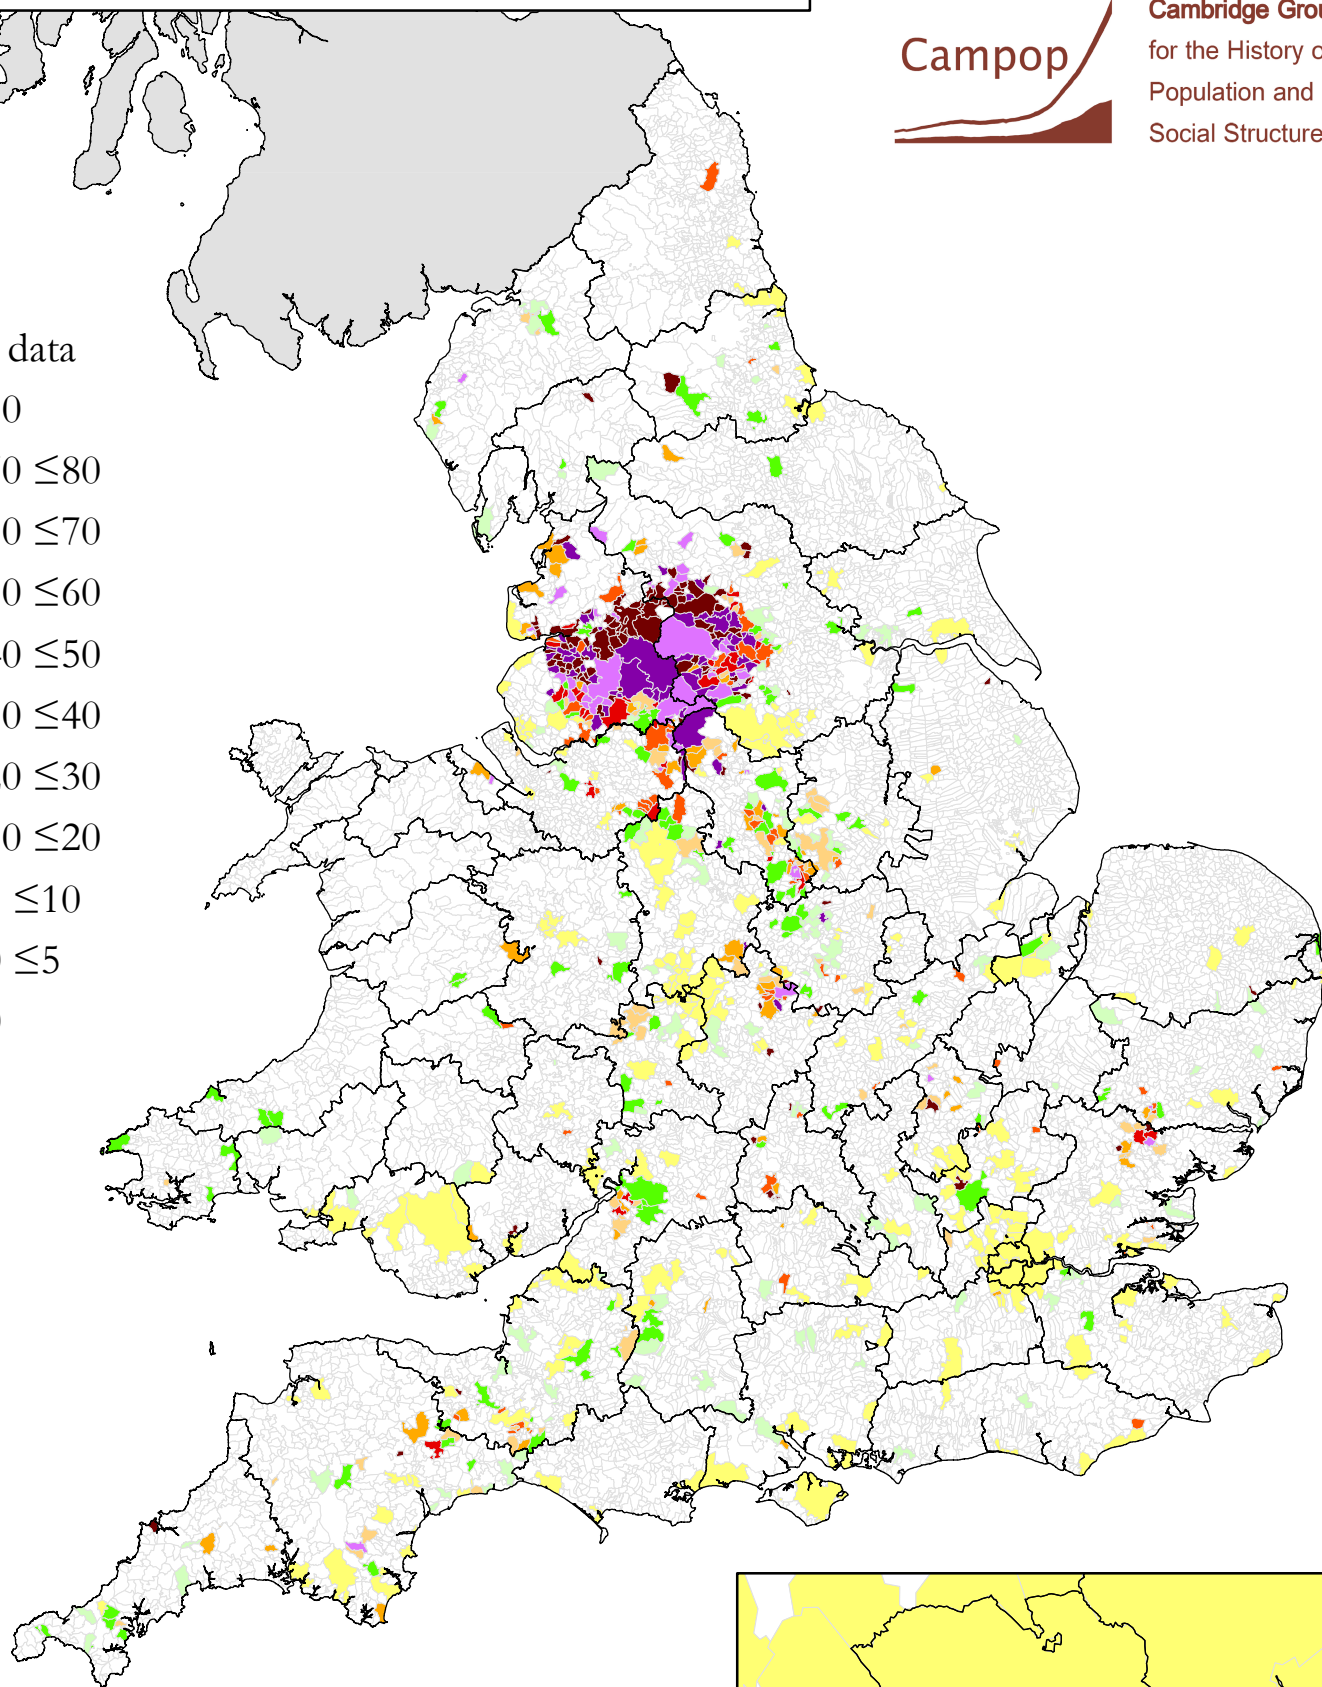 Cambridge Grou
Campop
for the History o
Population and
Social Structure
data
0
0 ≤80
0 ≤70
0 ≤60
0 ≤50
0 ≤40
0 ≤30
0 ≤20
≤10
≤5